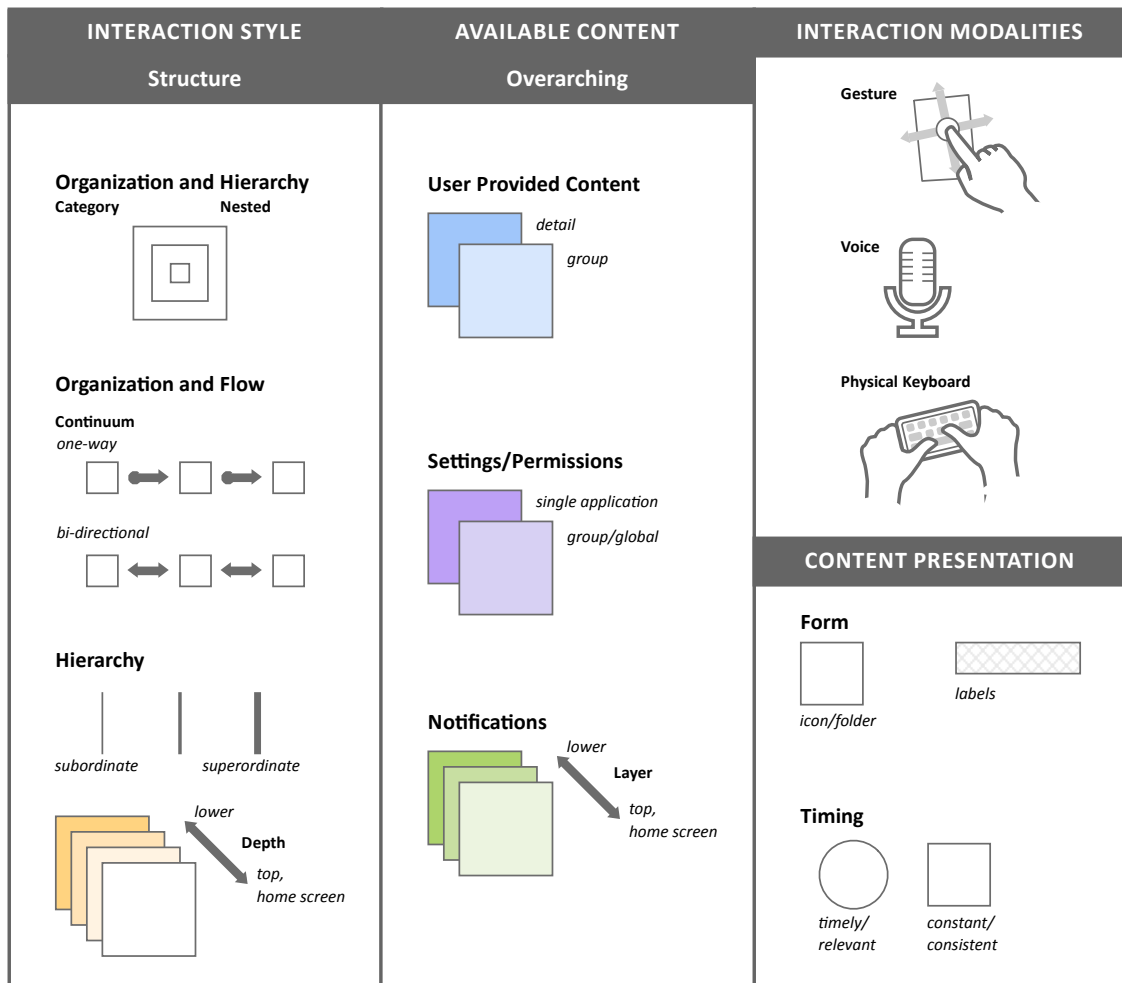 INTERACTION STYLE
Structure
Organization and Hierarchy
Category Nested
Organization and Flow
Continuum
one-way
bi-directional
Hierarchy
subordinate superordinate
lower
Depth
top,
home screen
AVAILABLE CONTENT
Overarching
User Provided Content
detail
group
Settings/Permissions
single application
group/global
Notifications
lower
Layer
top,
home screen
INTERACTION MODALITIES
Gesture
Voice
Physical Keyboard
CONTENT PRESENTATION
Form
icon/folder
labels
Timing
timely/
relevant
constant/
consistent